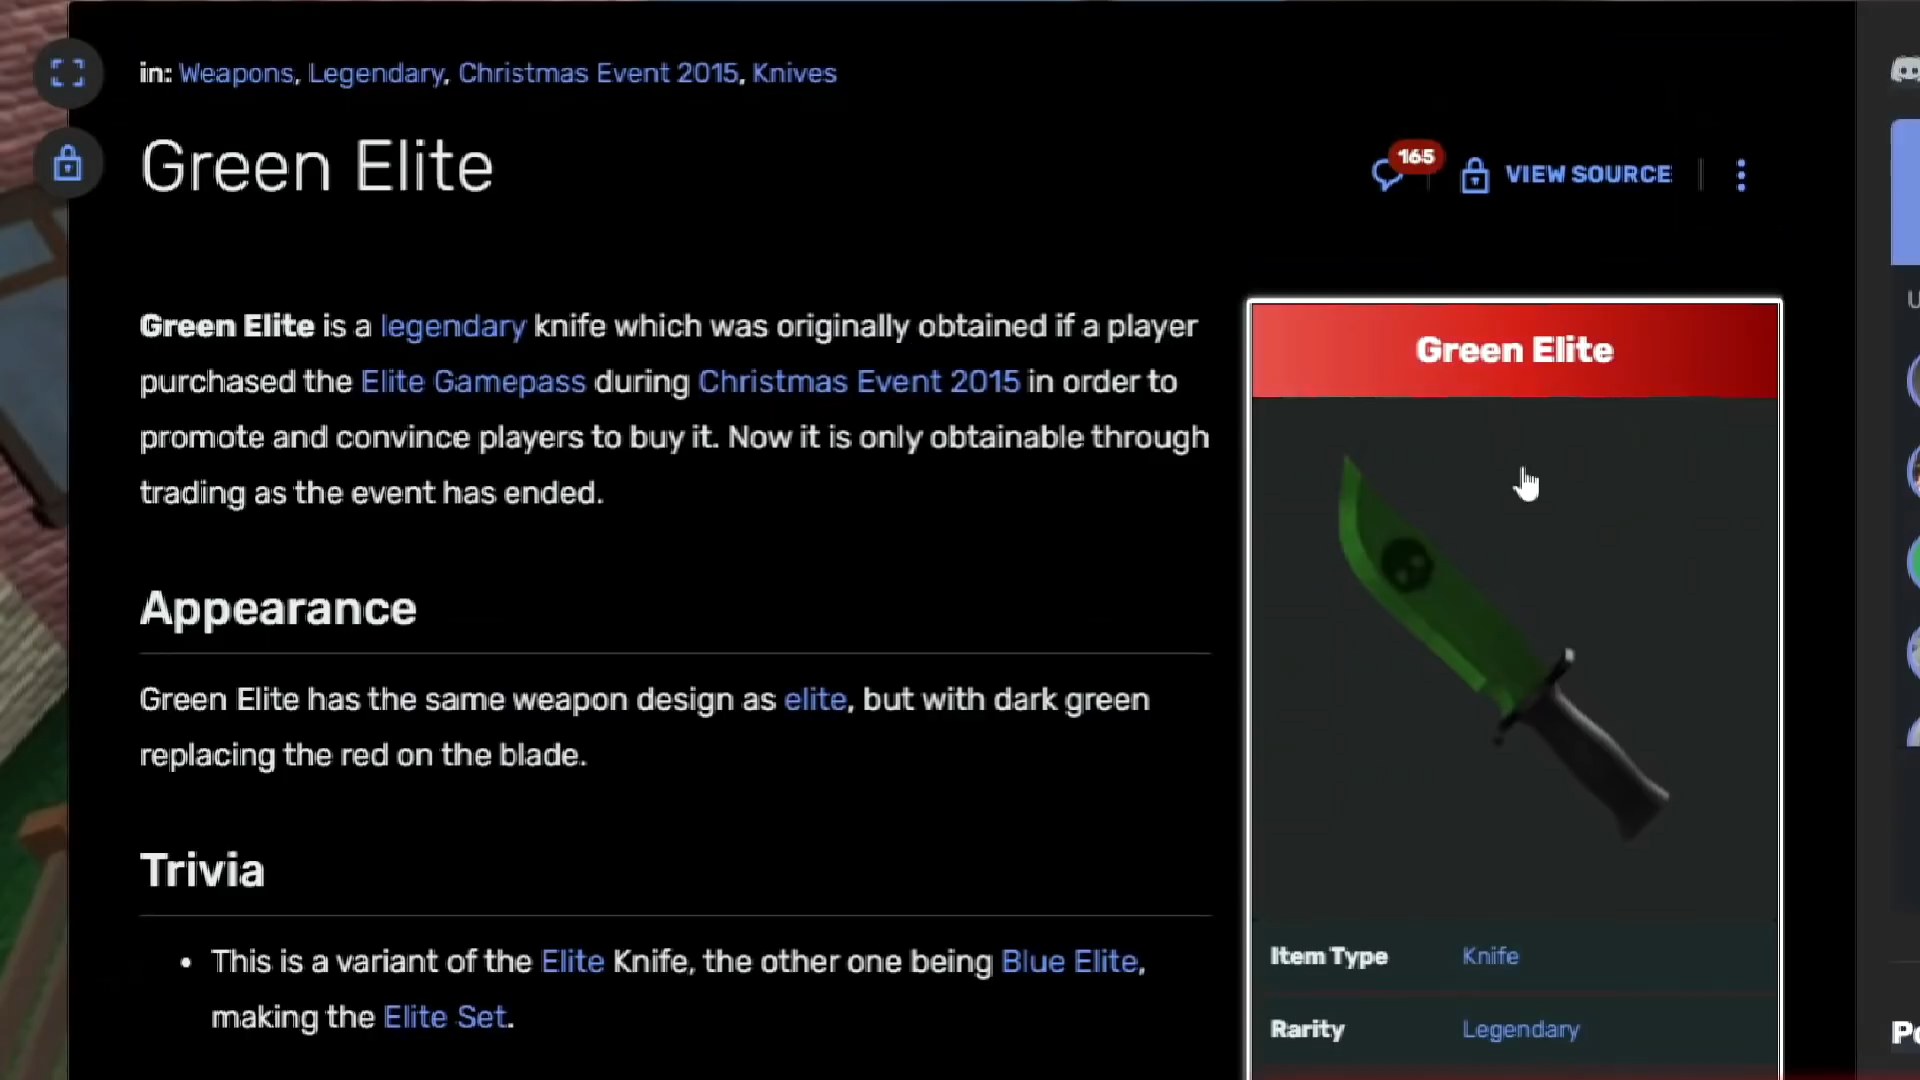 in: Weapons, Legendary, Christmas Event 2015, Knives
Green Elite
165
VIEW SOURCE
Green Elite is a legendary knife which was originally obtained if a player
purchased the Elite Gamepass during Christmas Event 2015 in order to
promote and convince players to buy it. Now it is only obtainable through
trading as the event has ended.
Appearance
Green Elite has the same weapon design as elite, but with dark green
replacing the red on the blade.
Trivia
• This is a variant of the Elite Knife, the other one being Blue Elite,
making the Elite Set.
Green Elite
Item Type Knife
Rarity Legendary